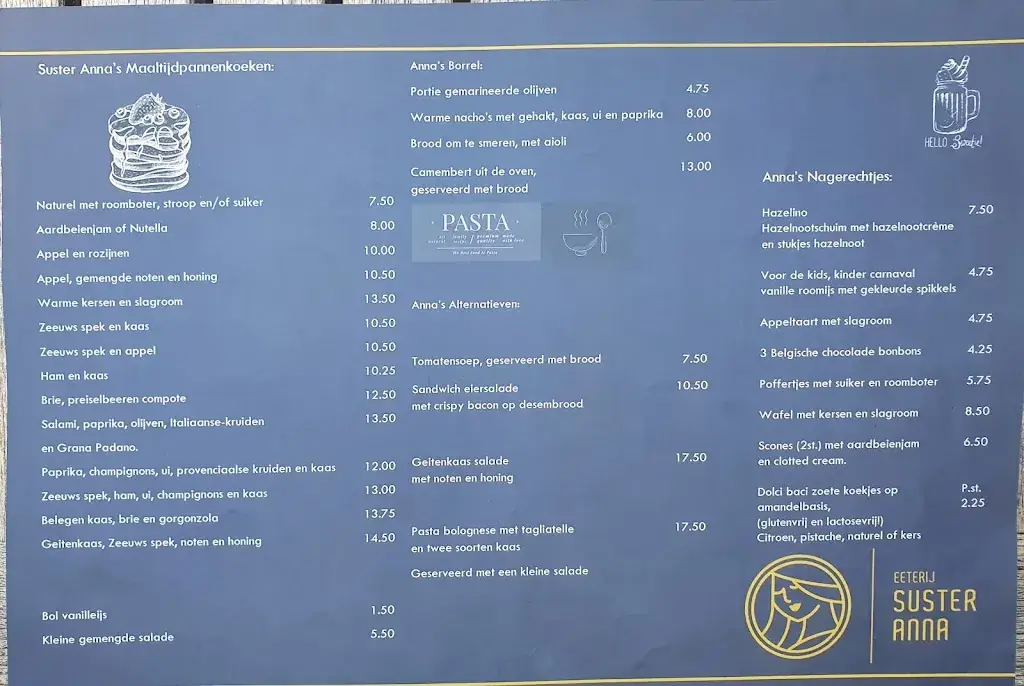 Suster Anna's Maaltijdpannenkoeken:
Naturel met roomboter, stroop en/of suiker 7.50
Aardbeienjam of Nutella 8.00
Appel en rozijnen 10.00
Appel, gemengde noten en honing 10.50
Warme kersen en slagroom 13.50
Zeeuws spek en kaas 10.50
Zeeuws spek en appel 10.50
Ham en kaas 10.25
Brie, preiselbeeren compote 12.50
Salami, paprika, olijven, Italiaanse-kruiden 13.50
en Grana Padano.
Paprika, champignons, ui, provenciaalse kruiden en kaas 12.00
Zeeuws spek, ham, ui, champignons en kaas 13.00
Belegen kaas, brie en gorgonzola 13.75
Geitenkaas, Zeeuws spek, noten en honing 14.50
Bol vanilleijs 1.50
Kleine gemengde salade 5.50
Anna's Borrel:
Portie gemarineerde olijven 4.75
Warme nacho's met gehakt, kaas, ui en paprika 8.00
Brood om te smeren, met aioli 6.00
Camembert uit de oven, 13.00
geserveerd met brood
· PASTA ·
Anna's Alternatieven:
Tomatensoep, geserveerd met brood 7.50
Sandwich eiersalade 10.50
met crispy bacon op desembrood
Geitenkaas salade 17.50
met noten en honing
Pasta bolognese met tagliatelle 17.50
en twee soorten kaas
Geserveerd met een kleine salade
HELLO Sweetie!
Anna's Nagerechtjes:
Hazelino 7.50
Hazelnootschuim met hazelnootcrème
en stukjes hazelnoot
Voor de kids, kinder carnaval 4.75
vanille roomijs met gekleurde spikkels
Appeltaart met slagroom 4.75
3 Belgische chocolade bonbons 4.25
Poffertjes met suiker en roomboter 5.75
Wafel met kersen en slagroom 8.50
Scones (2st.) met aardbeienjam 6.50
en clotted cream.
Dolci baci zoete koekjes op P.st.
amandelbasis, 2.25
(glutenvrij en lactosevrij!)
Citroen, pistache, naturel of kers
EETERIJ
SUSTER
ANNA